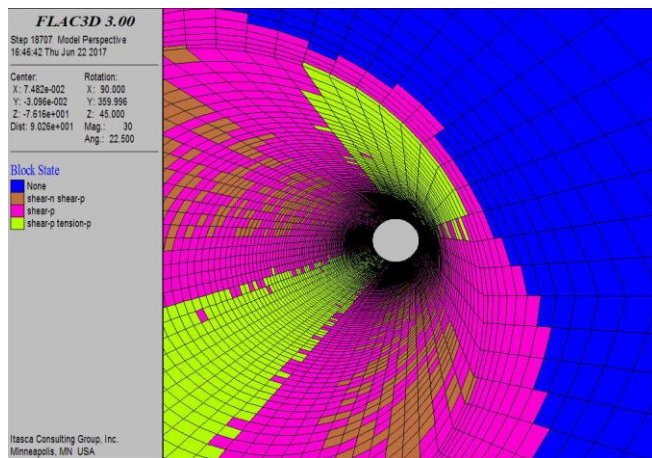 FLAC3D 3.00
Step 18707 Model Perspective
16:46:42 Thu Jun 22 2017
Center: Rotation:
X: 7.482e-002 X: 90.000
Y: -3.096e-002 Y: 359.996
Z: -7.616e+001 Z: 45.000
Dist: 9.026e+001 Mag.: 30
Ang.: 22.500
Block State
None
shear-n shear-p
shear-p
shear-p tension-p
Itasca Consulting Group, Inc.
Minneapolis, MN USA